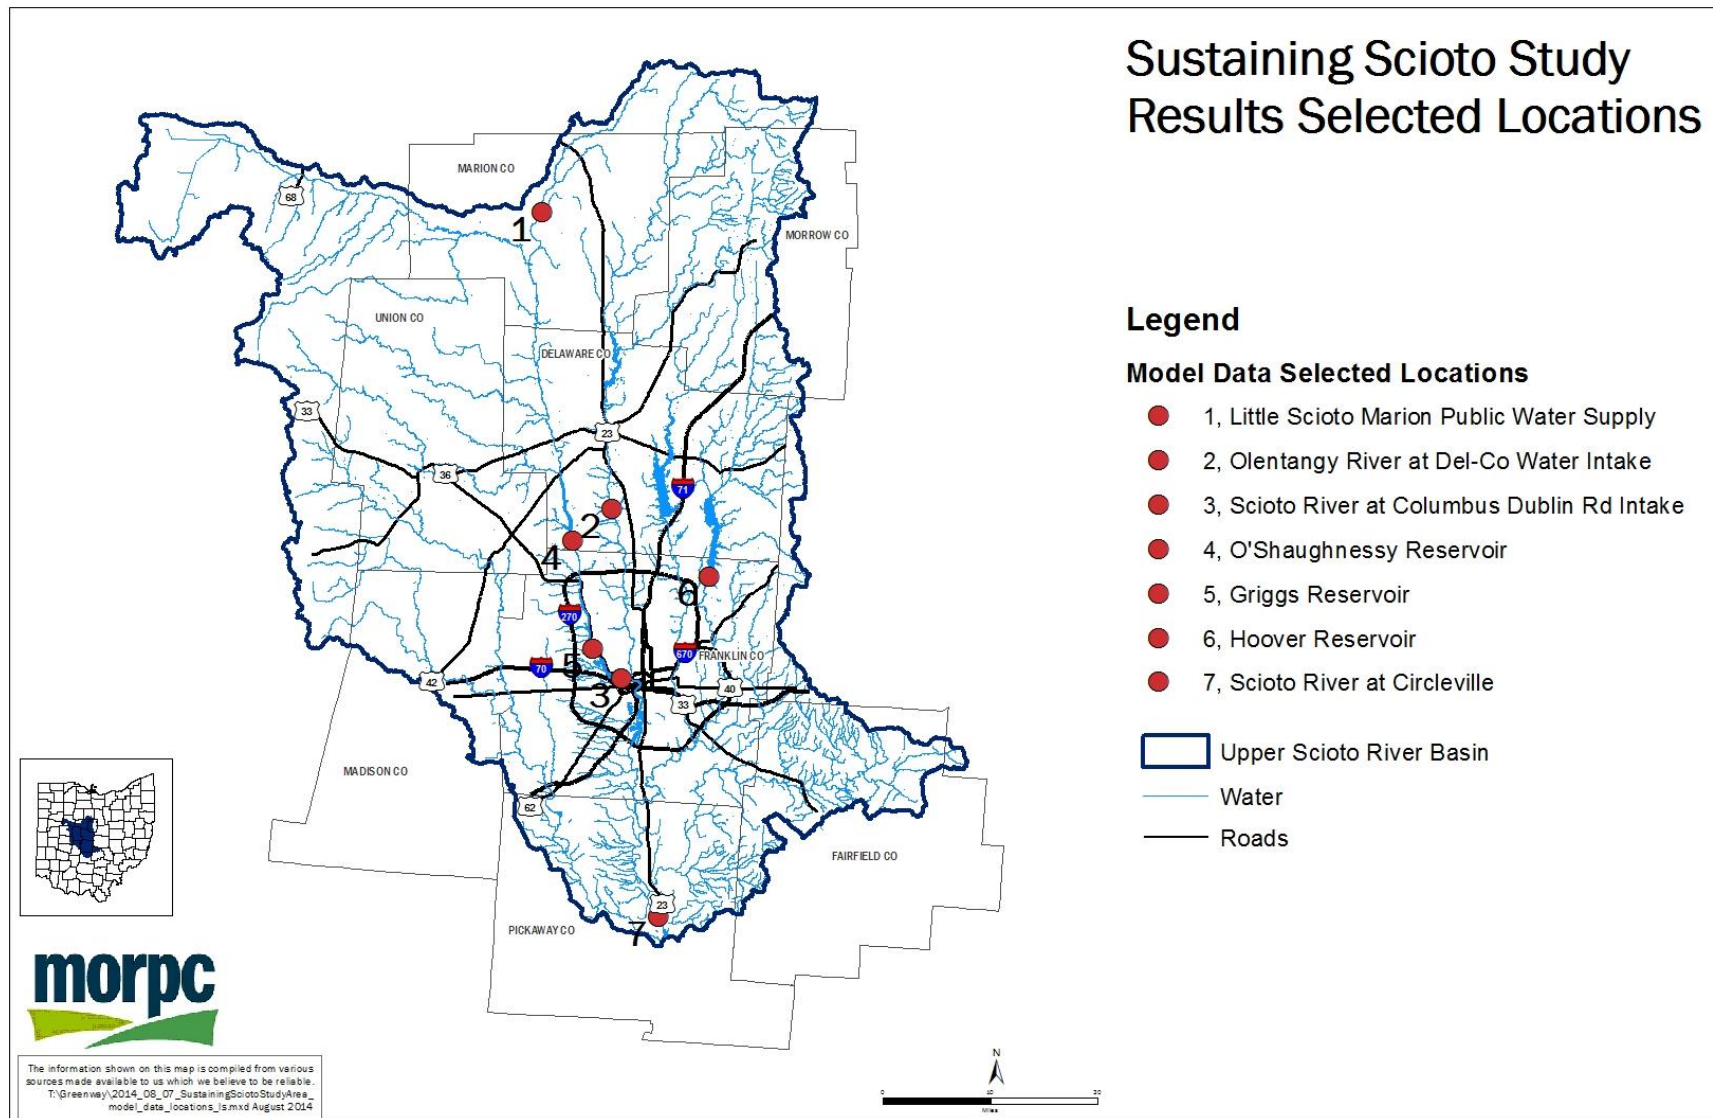 Sustaining Scioto Study
Results Selected Locations
MARION CO
68
1
MORROW CO
UNION CO
DELAWARE CO
33
23
36
71
2
4
6
270
5
70
670
FRANKLIN CO
42
3
40
33
MADISON CO
62
FAIRFIELD CO
23
7
PICKAWAY CO
Legend
Model Data Selected Locations
1, Little Scioto Marion Public Water Supply
2, Olentangy River at Del-Co Water Intake
3, Scioto River at Columbus Dublin Rd Intake
4, O'Shaughnessy Reservoir
5, Griggs Reservoir
6, Hoover Reservoir
7, Scioto River at Circleville
Upper Scioto River Basin
Water
Roads
morpc
The information shown on this map is compiled from various
sources made available to us which we believe to be reliable.
T:\Greenway\2014_08_07_SustainingSciotoStudyArea_
model_data_locations_ls.mxd August 2014
N
0 10 20
Miles